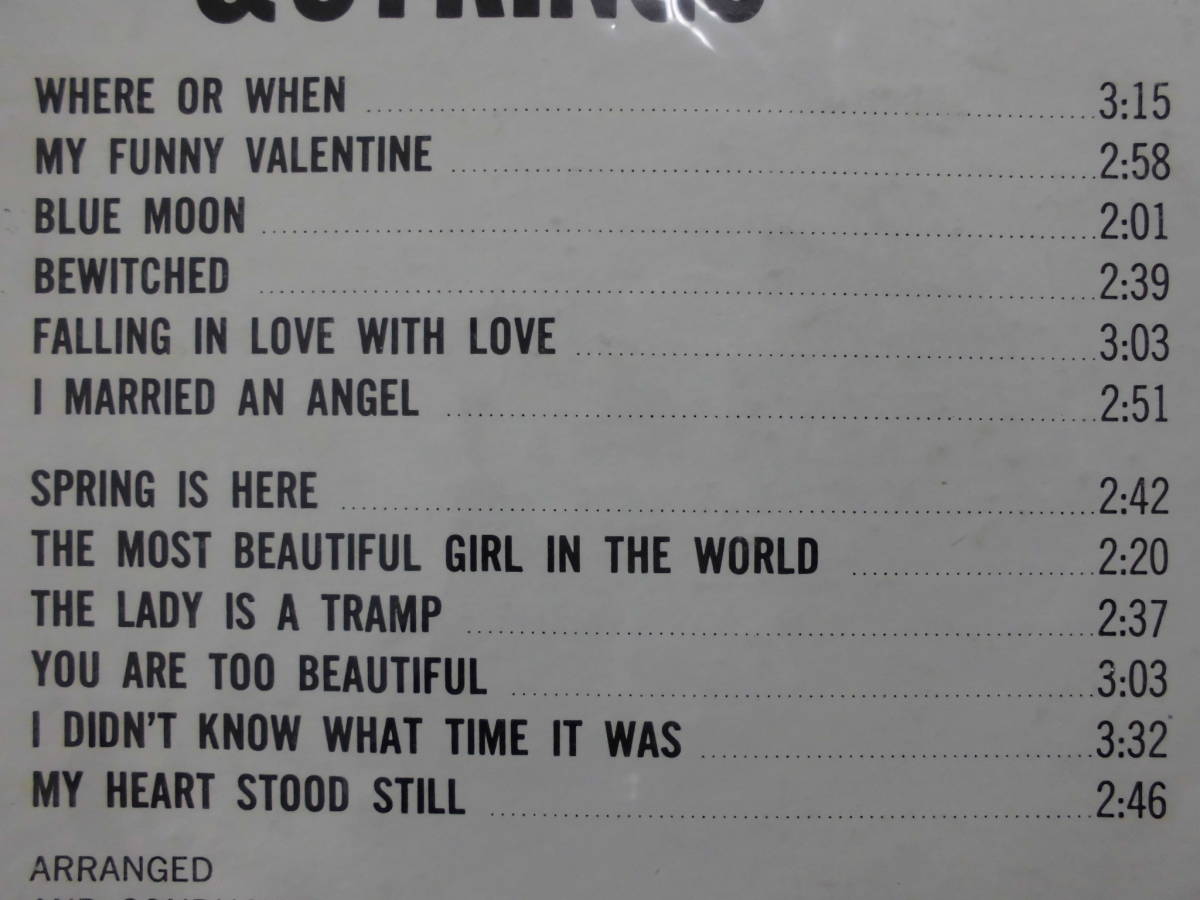 WHERE OR WHEN 3:15
MY FUNNY VALENTINE 2:58
BLUE MOON 2:01
BEWITCHED 2:39
FALLING IN LOVE WITH LOVE 3:03
I MARRIED AN ANGEL 2:51
SPRING IS HERE 2:42
THE MOST BEAUTIFUL GIRL IN THE WORLD 2:20
THE LADY IS A TRAMP 2:37
YOU ARE TOO BEAUTIFUL 3:03
I DIDN'T KNOW WHAT TIME IT WAS 3:32
MY HEART STOOD STILL 2:46
ARRANGED